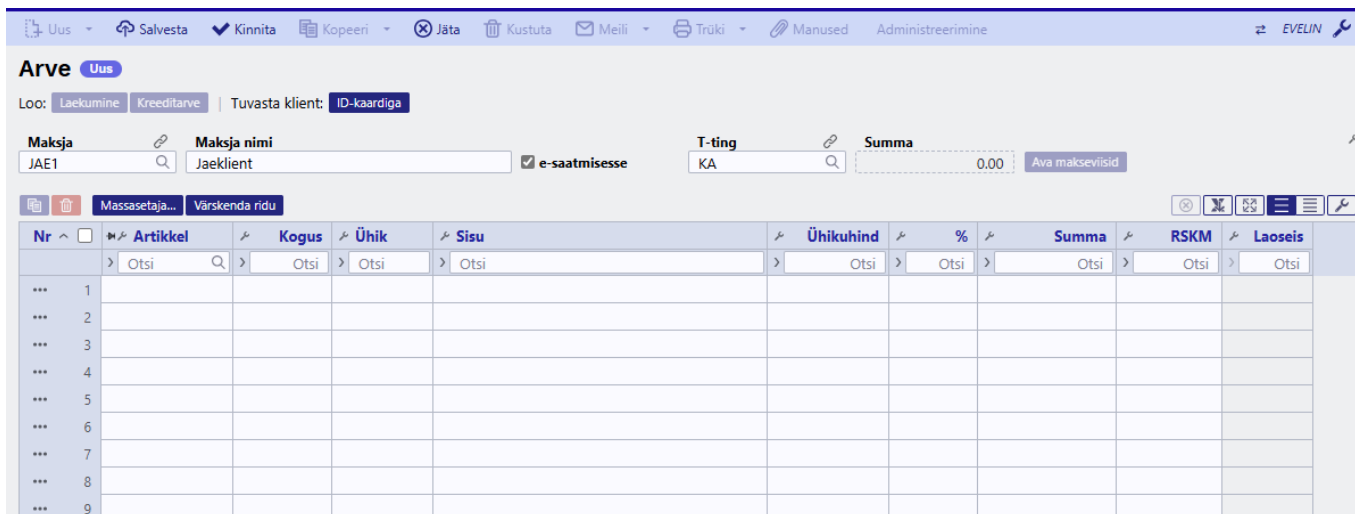 Uus Salvesta Kinnita Kopeeri Jäta Kustuta Meili Trüki Manused Administreerimine EVELIN
Arve Uus
Loo: Laekumine Kreeditarve | Tuvasta klient: ID-kaardiga
Maksja Maksja nimi T-ting Summa
JAE1 Jaeklient e-saatmisesse KA 0.00 Ava makseviisid
Massasetaja... Värskenda ridu
Nr Artikkel Kogus Ühik Sisu Ühikuhind % Summa RSKM Laoseis
Otsi Otsi Otsi Otsi Otsi Otsi Otsi Otsi Otsi
1
2
3
4
5
6
7
8
9